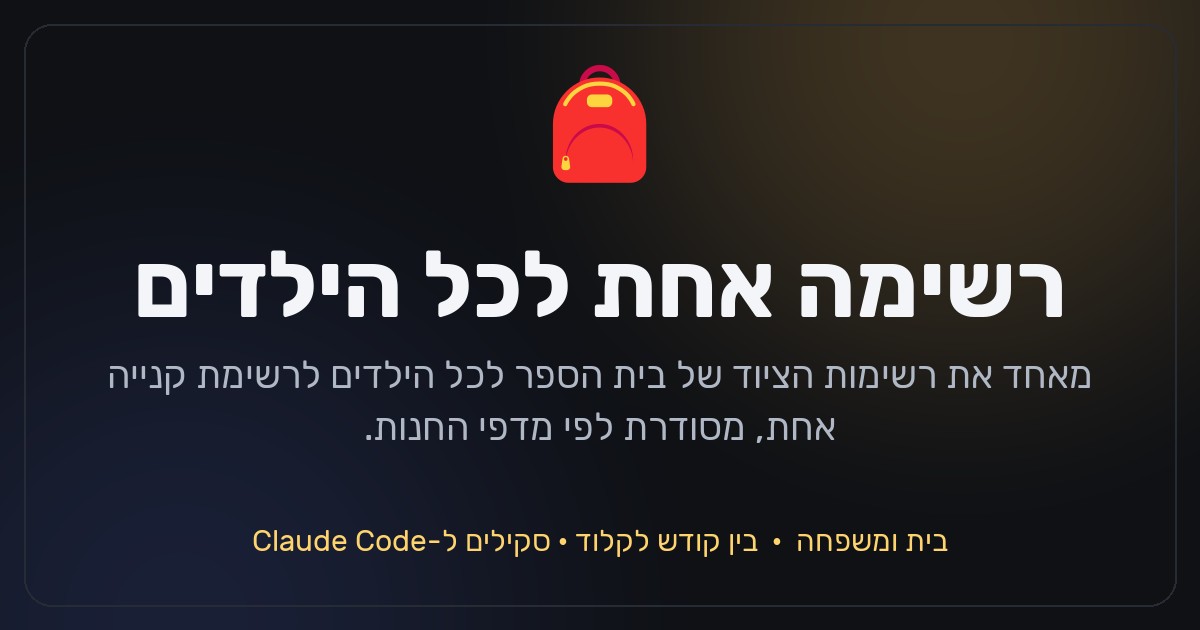 רשימה אחת לכל הילדים
מאחד את רשימות הציוד של בית הספר לכל הילדים לרשימת קנייה
אחת, מסודרת לפי מדפי החנות.
בית ומשפחה • בין קודש לקלוד • סקילים ל-Claude Code